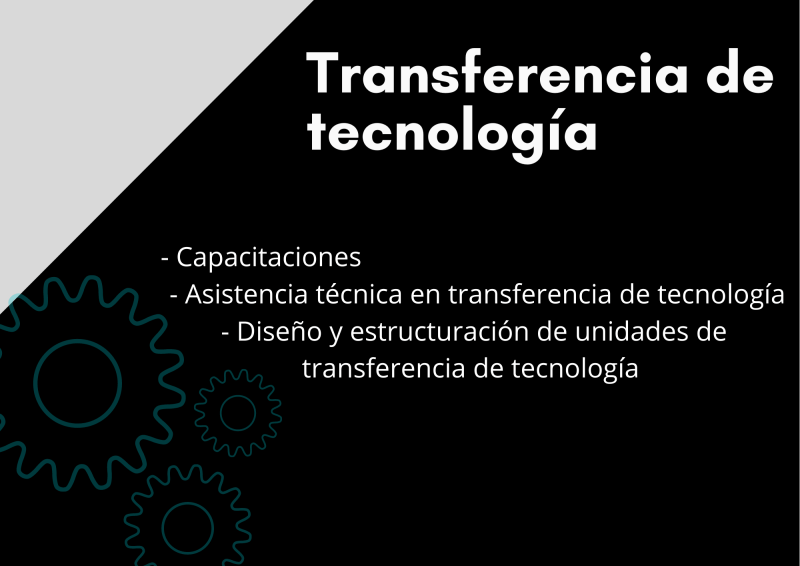 Transferencia de
tecnología
- Capacitaciones
- Asistencia técnica en transferencia de tecnología
- Diseño y estructuración de unidades de
transferencia de tecnología